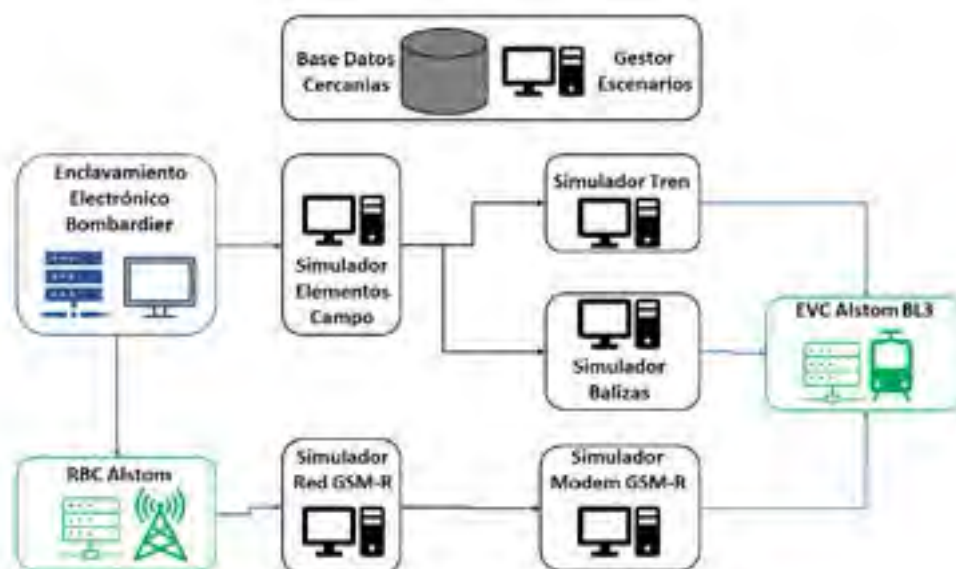 Base Datos
Cercanias
Gestor
Escenarios
Enclavamiento
Electrónico
Bombardier
Simulador
Elementos
Campo
Simulador Tren
Simulador
Balizas
EVC Alstom BL3
RBC Alstom
Simulador
Red GSM-R
Simulador
Modem GSM-R